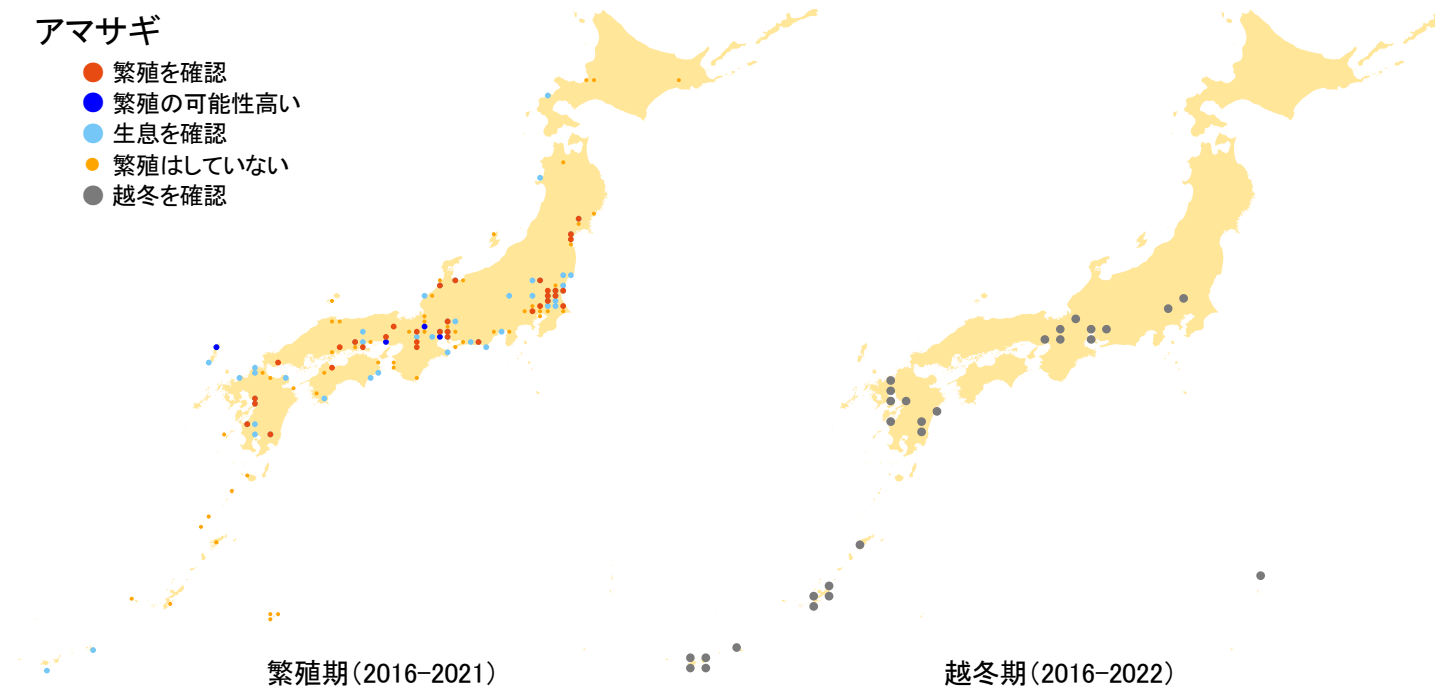 アマサギ
繁殖を確認
繁殖の可能性高い
生息を確認
繁殖はしていない
越冬を確認
繁殖期(2016-2021)
越冬期(2016-2022)